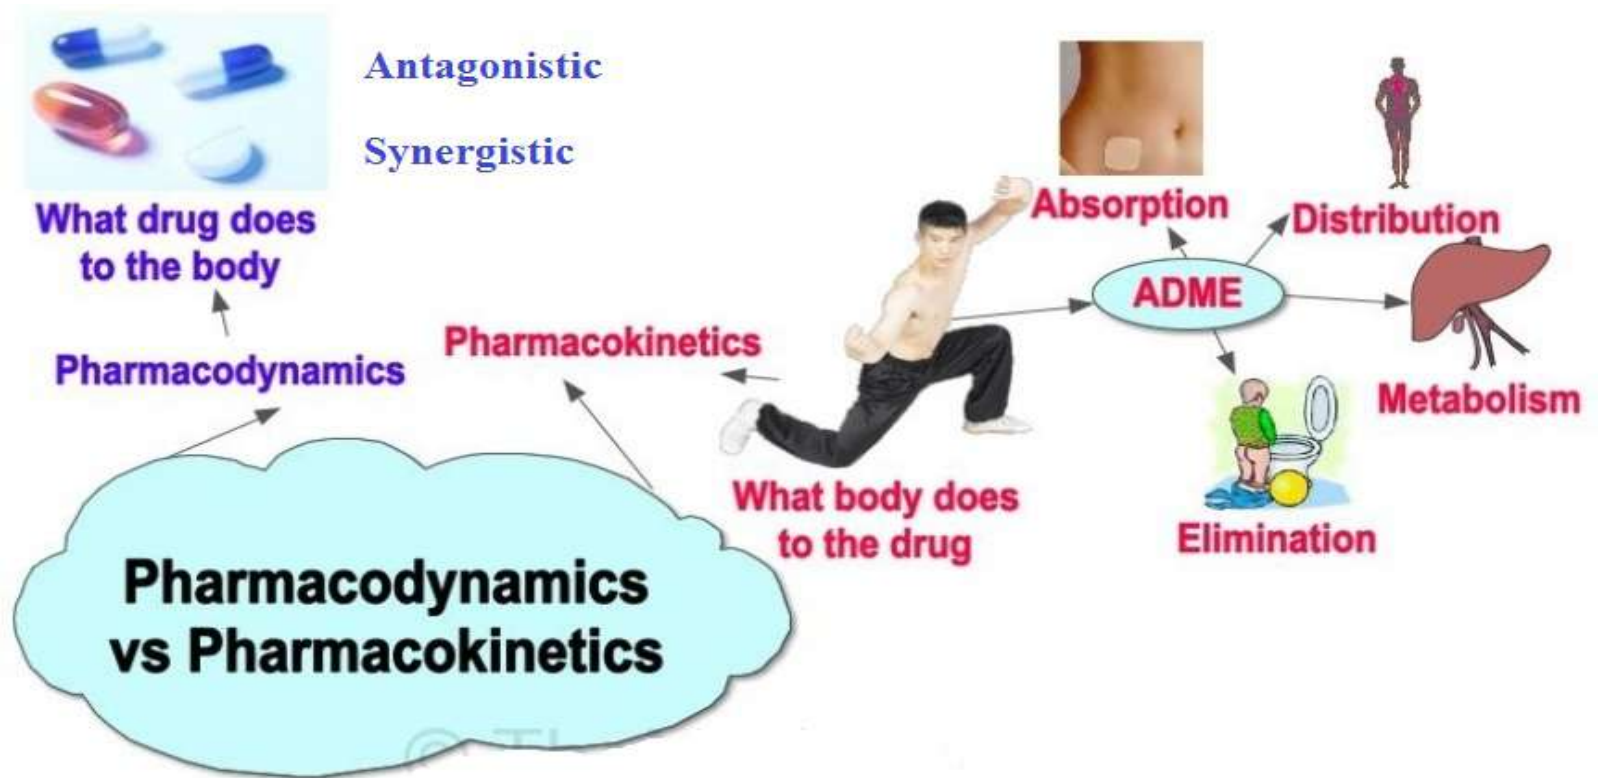 Antagonistic
Synergistic
What drug does
to the body
Pharmacodynamics
Pharmacokinetics
Absorption
Distribution
ADME
Metabolism
Elimination
What body does
to the drug
Pharmacodynamics
vs Pharmacokinetics